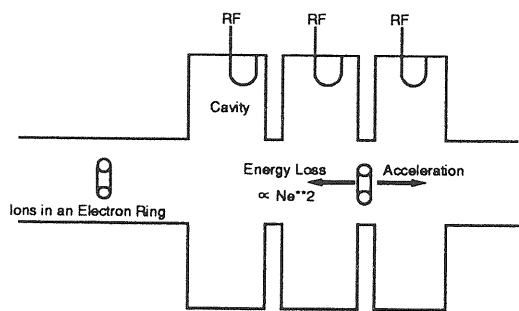 RF RF RF
Cavity
Energy Loss Acceleration
∝ Ne**2
Ions in an Electron Ring